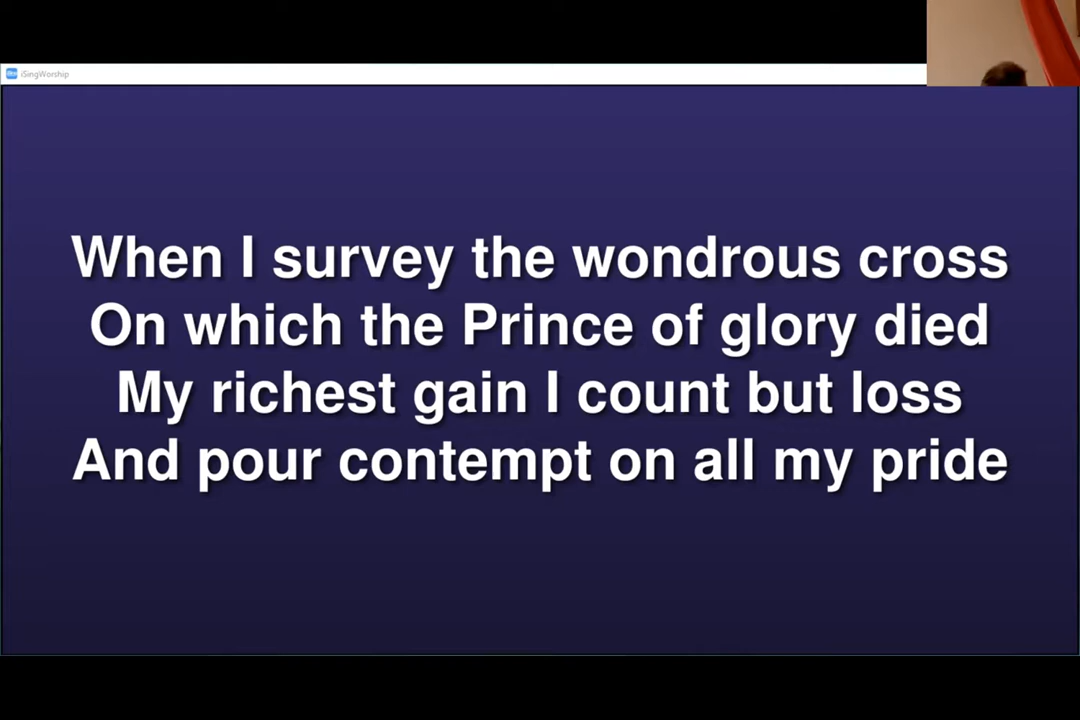 iSingWorship
When I survey the wondrous cross
On which the Prince of glory died
My richest gain I count but loss
And pour contempt on all my pride